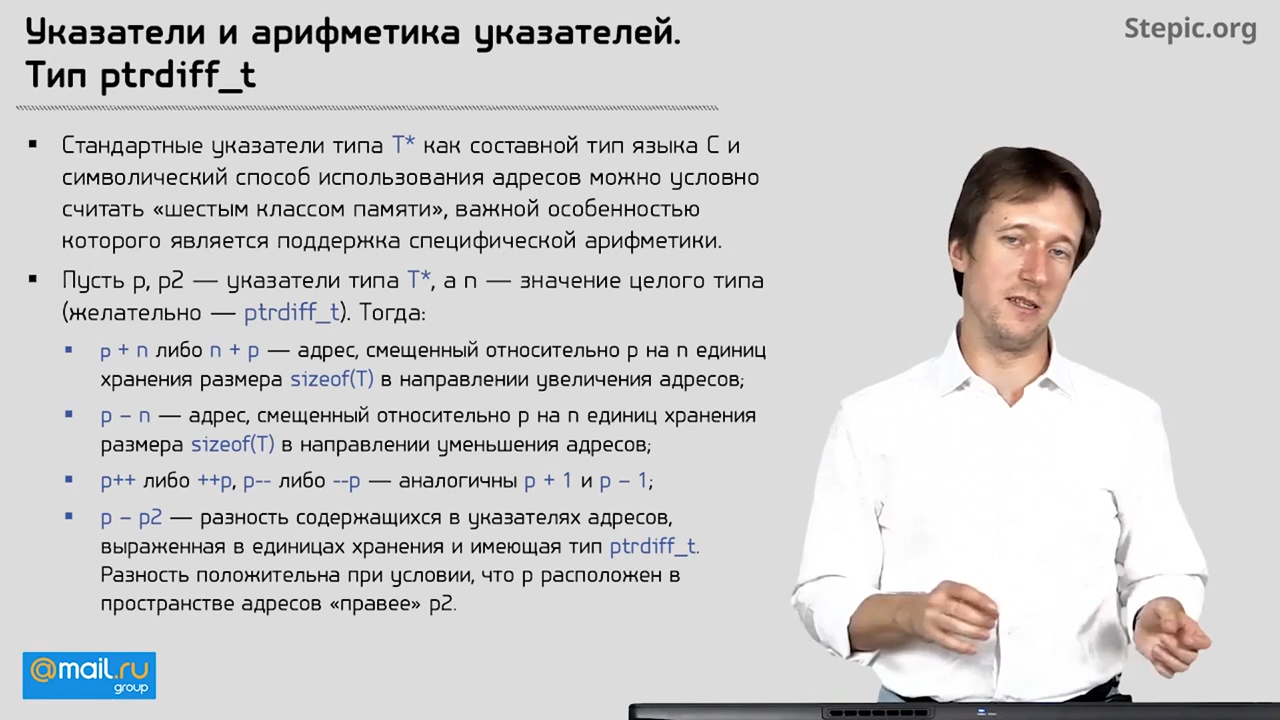 Указатели и арифметика указателей.
Тип ptrdiff_t
Stepic.org
▪ Стандартные указатели типа T* как составной тип языка C и
символический способ использования адресов можно условно
считать «шестым классом памяти», важной особенностью
которого является поддержка специфической арифметики.
▪ Пусть p, p2 — указатели типа T*, а n — значение целого типа
(желательно — ptrdiff_t). Тогда:
▪ p + n либо n + p — адрес, смещенный относительно p на n единиц
хранения размера sizeof(T) в направлении увеличения адресов;
▪ p – n — адрес, смещенный относительно p на n единиц хранения
размера sizeof(T) в направлении уменьшения адресов;
▪ p++ либо ++p, p-- либо --p — аналогичны p + 1 и p – 1;
▪ p – p2 — разность содержащихся в указателях адресов,
выраженная в единицах хранения и имеющая тип ptrdiff_t.
Разность положительна при условии, что p расположен в
пространстве адресов «правее» p2.
@mail.ru
group